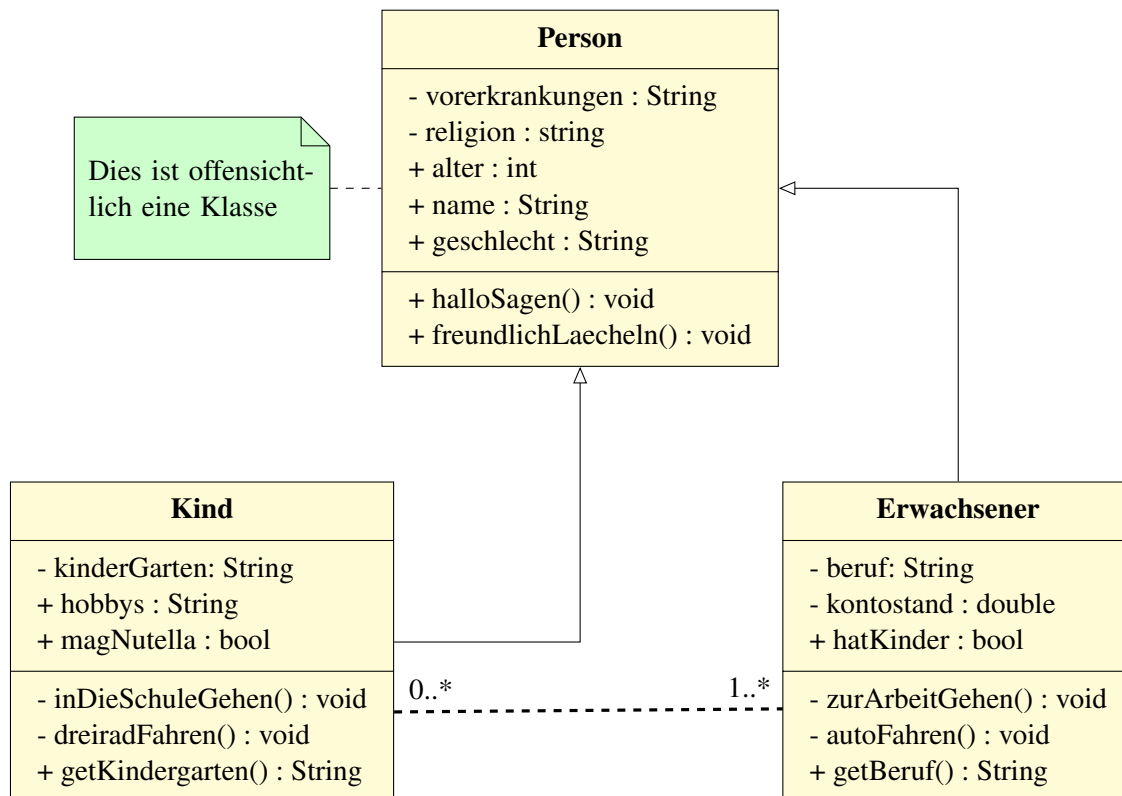 Person
- vorerkrankungen : String
- religion : string
+ alter : int
+ name : String
+ geschlecht : String
+ halloSagen() : void
+ freundlichLaecheln() : void
Dies ist offensicht-
lich eine Klasse
Kind
- kinderGarten: String
+ hobbys : String
+ magNutella : bool
- inDieSchuleGehen() : void
- dreiradFahren() : void
+ getKindergarten() : String
0..*
1..*
Erwachsener
- beruf: String
- kontostand : double
+ hatKinder : bool
- zurArbeitGehen() : void
- autoFahren() : void
+ getBeruf() : String